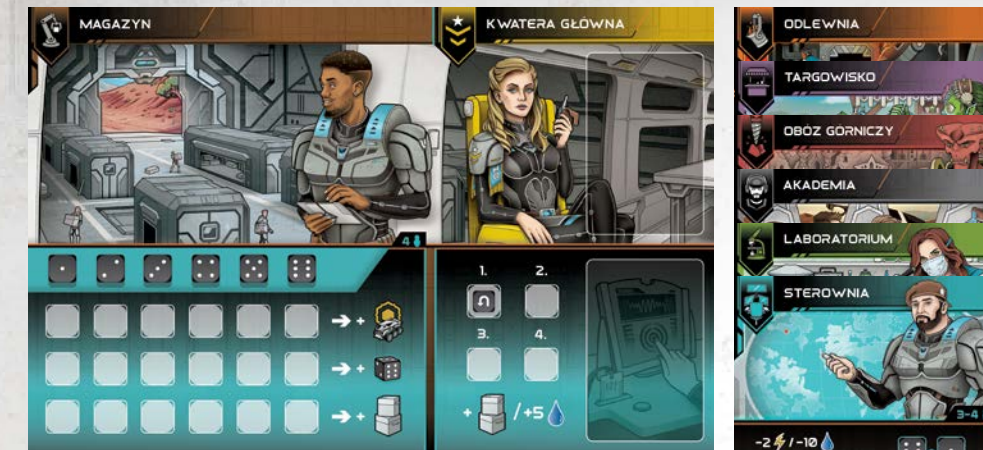 MAGAZYN
KWATERA GŁÓWNA
4
1. 2.
3. 4.
+
+
+
+ / +5
ODLEWNIA
TARGOWISKO
OBÓZ GÓRNICZY
AKADEMIA
LABORATORIUM
STEROWNIA
3-4
-2 / -10